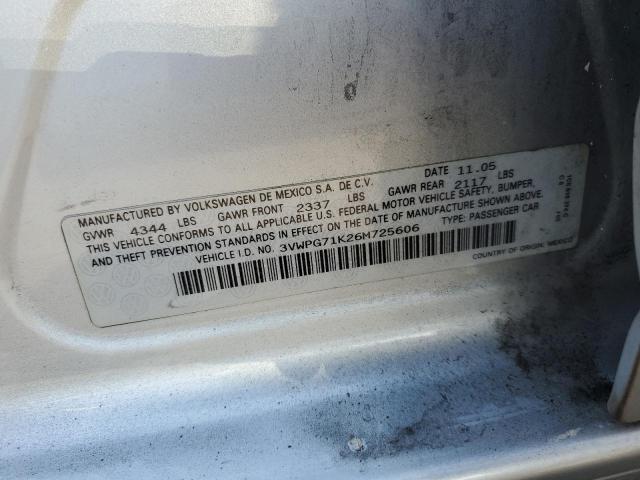 MANUFACTURED BY VOLKSWAGEN DE MEXICO S.A. DE C.V. DATE 11.05
GVWR 4344 LBS GAWR FRONT 2337 LBS GAWR REAR 2117 LBS
THIS VEHICLE CONFORMS TO ALL APPLICABLE U.S. FEDERAL MOTOR VEHICLE SAFETY, BUMPER,
AND THEFT PREVENTION STANDARDS IN EFFECT ON THE DATE OF MANUFACTURE SHOWN ABOVE.
VEHICLE I.D. NO. 3VWPG71K26M725606 TYPE: PASSENGER CAR
COUNTRY OF ORIGIN: MEXICO